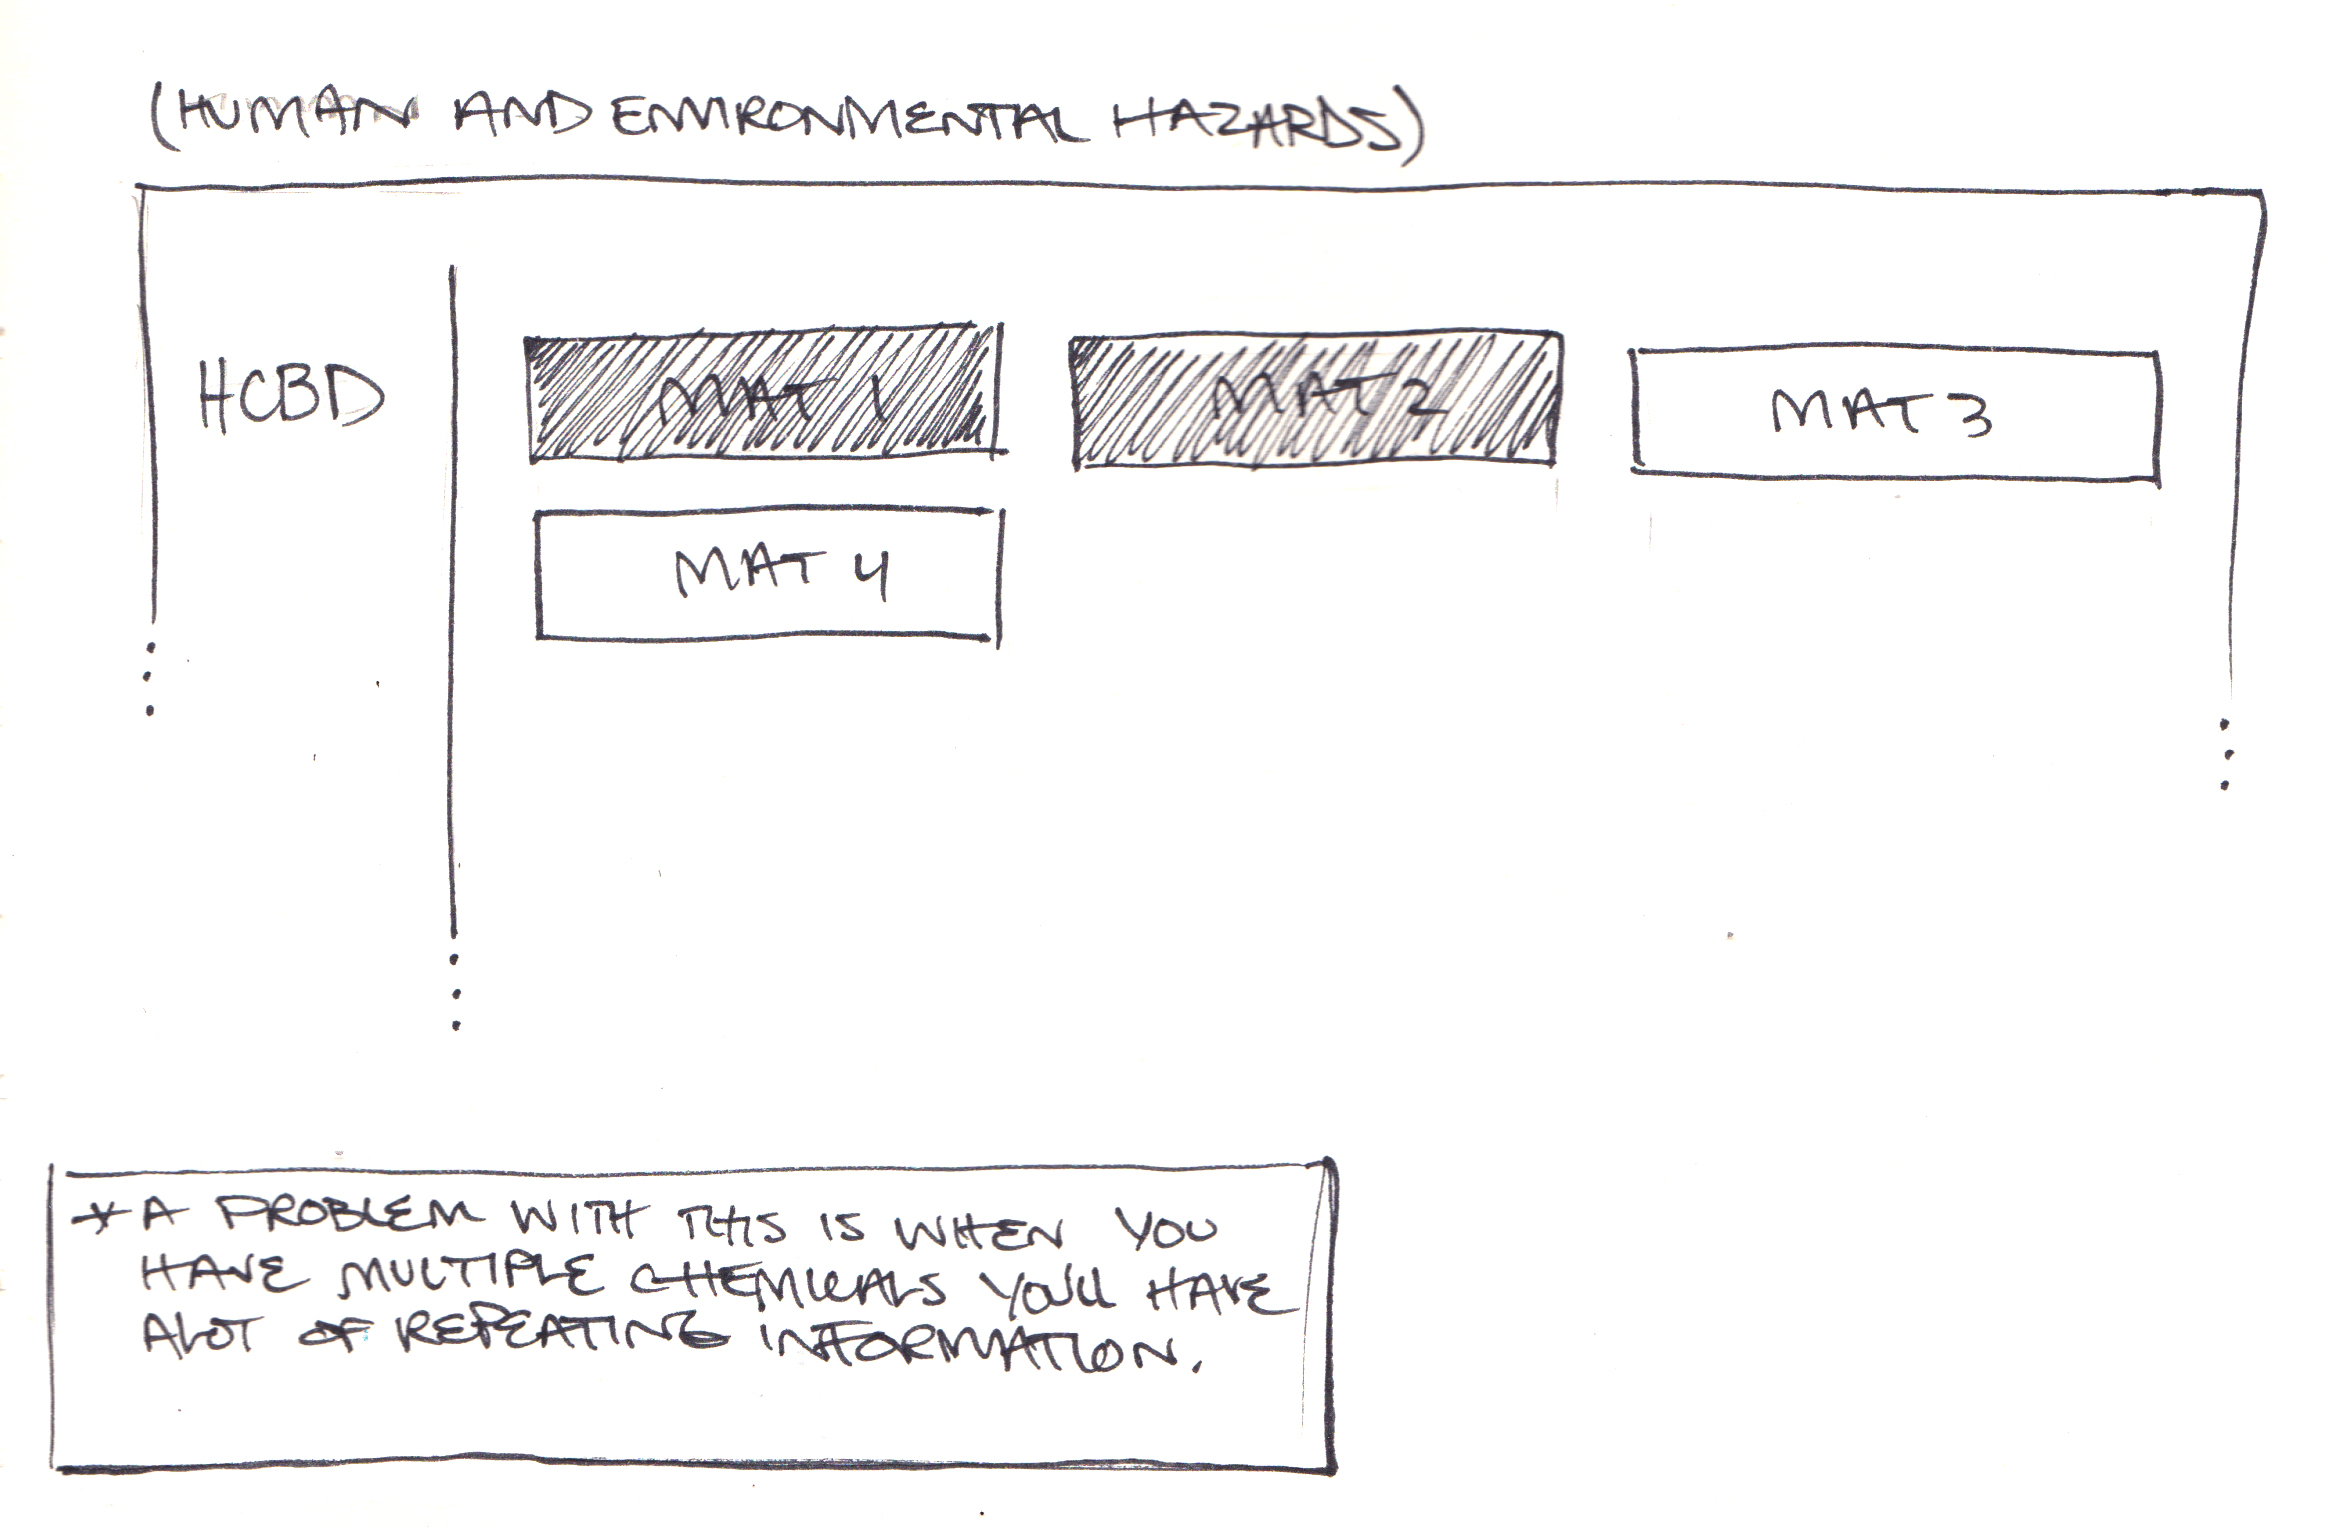 (HUMAN AND ENVIRONMENTAL HAZARDS)
HCBD
MAT 1
MAT 2
MAT 3
MAT 4
* A PROBLEM WITH THIS IS WHEN YOU
HAVE MULTIPLE CHEMICALS YOU'LL HAVE
ALOT OF REPEATING INFORMATION.